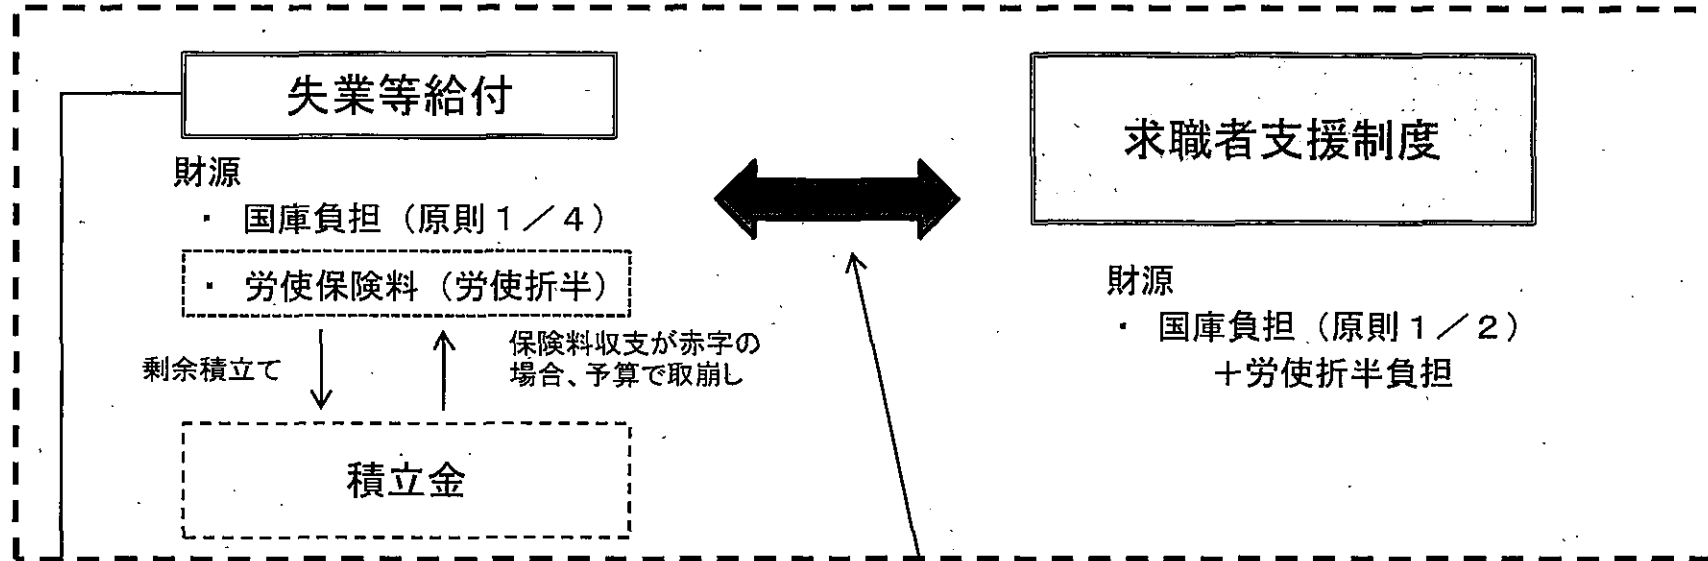 失業等給付
財源
・ 国庫負担（原則１／４）
・ 労使保険料（労使折半）
剰余積立て
保険料収支が赤字の
場合、予算で取崩し
積立金
求職者支援制度
財源
・ 国庫負担（原則１／２）
＋労使折半負担